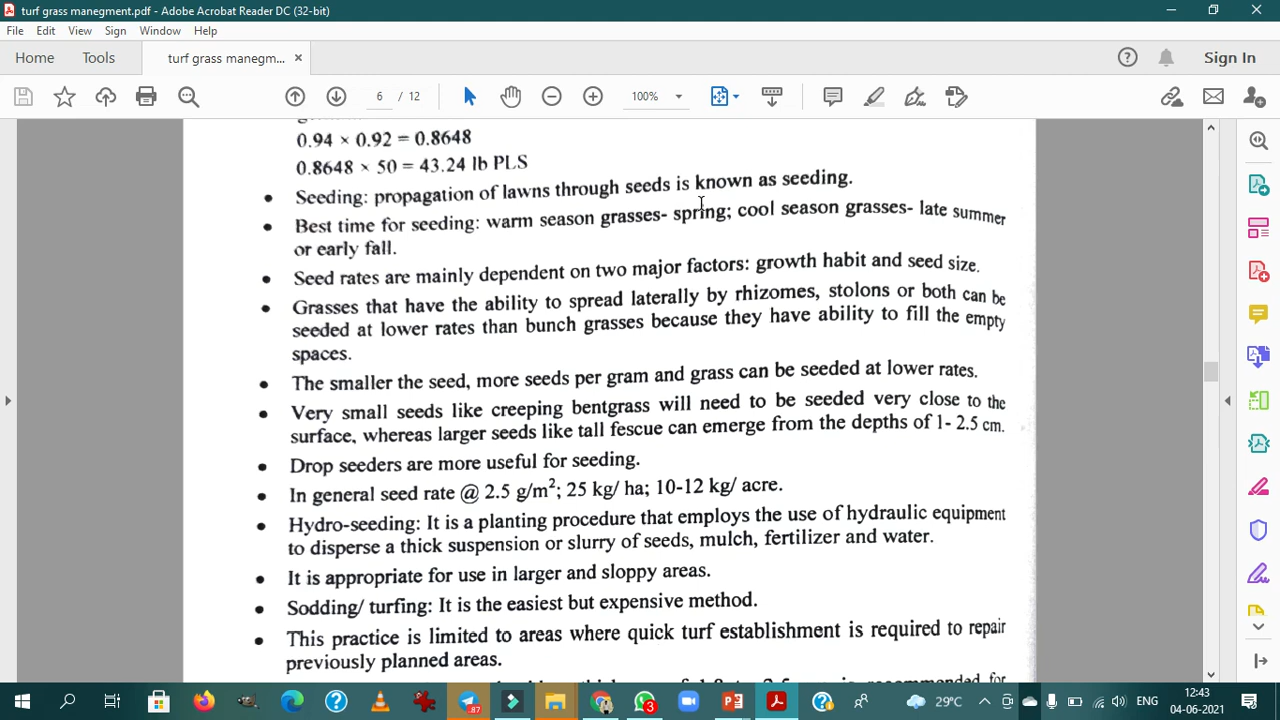 turf grass manegment.pdf - Adobe Acrobat Reader DC (32-bit)
File Edit View Sign Window Help
Home Tools turf grass manegm... × Sign In
6 / 12 100%
0.94 × 0.92 = 0.8648
0.8648 × 50 = 43.24 lb PLS
• Seeding: propagation of lawns through seeds is known as seeding.
• Best time for seeding: warm season grasses- spring; cool season grasses- late summer
or early fall.
• Seed rates are mainly dependent on two major factors: growth habit and seed size.
• Grasses that have the ability to spread laterally by rhizomes, stolons or both can be
seeded at lower rates than bunch grasses because they have ability to fill the empty
spaces.
• The smaller the seed, more seeds per gram and grass can be seeded at lower rates.
• Very small seeds like creeping bentgrass will need to be seeded very close to the
surface, whereas larger seeds like tall fescue can emerge from the depths of 1- 2.5 cm.
• Drop seeders are more useful for seeding.
• In general seed rate @ 2.5 g/m²; 25 kg/ ha; 10-12 kg/ acre.
• Hydro-seeding: It is a planting procedure that employs the use of hydraulic equipment
to disperse a thick suspension or slurry of seeds, mulch, fertilizer and water.
• It is appropriate for use in larger and sloppy areas.
• Sodding/ turfing: It is the easiest but expensive method.
• This practice is limited to areas where quick turf establishment is required to repair
previously planned areas.
87 3 29°C ENG 12:43
04-06-2021